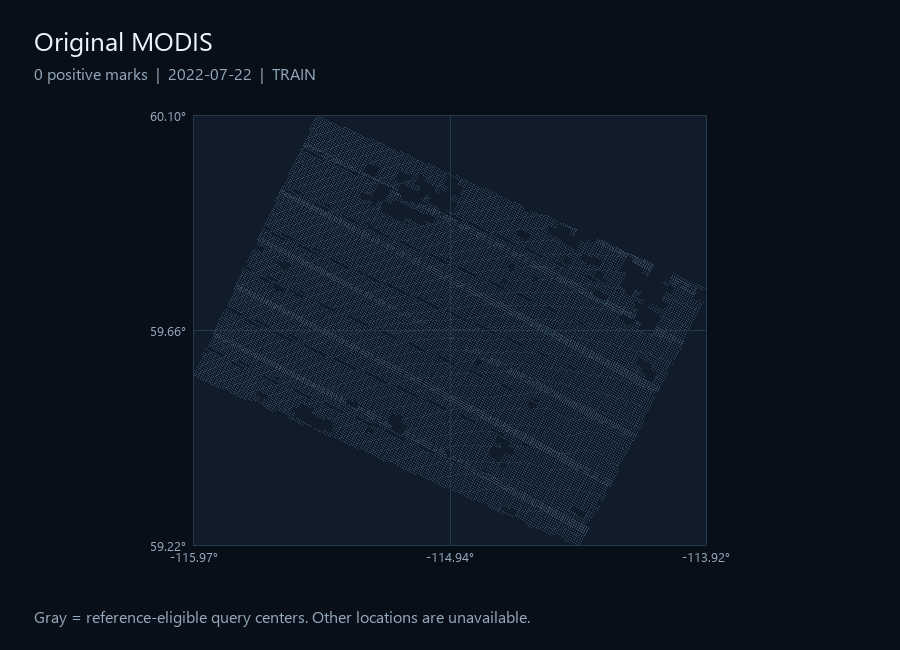 Original MODIS
0 positive marks | 2022-07-22 | TRAIN
60.10°
59.66°
59.22°
-115.97°
-114.94°
-113.92°
Gray = reference-eligible query centers. Other locations are unavailable.